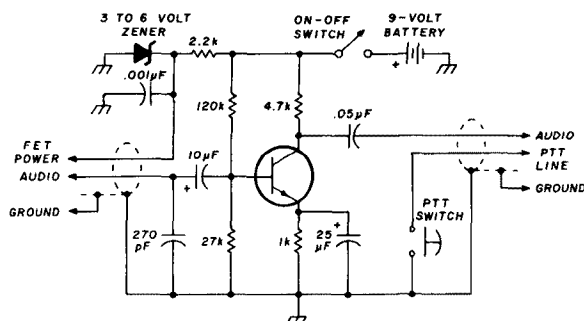 3 TO 6 VOLT
ZENER
2.2k
ON-OFF
SWITCH
9-VOLT
BATTERY
+
.001µF
120k
4.7k
.05µF
FET
POWER
AUDIO
GROUND
10µF
+
AUDIO
PTT
LINE
GROUND
PTT
SWITCH
270
pF
27k
1k
+
25
µF